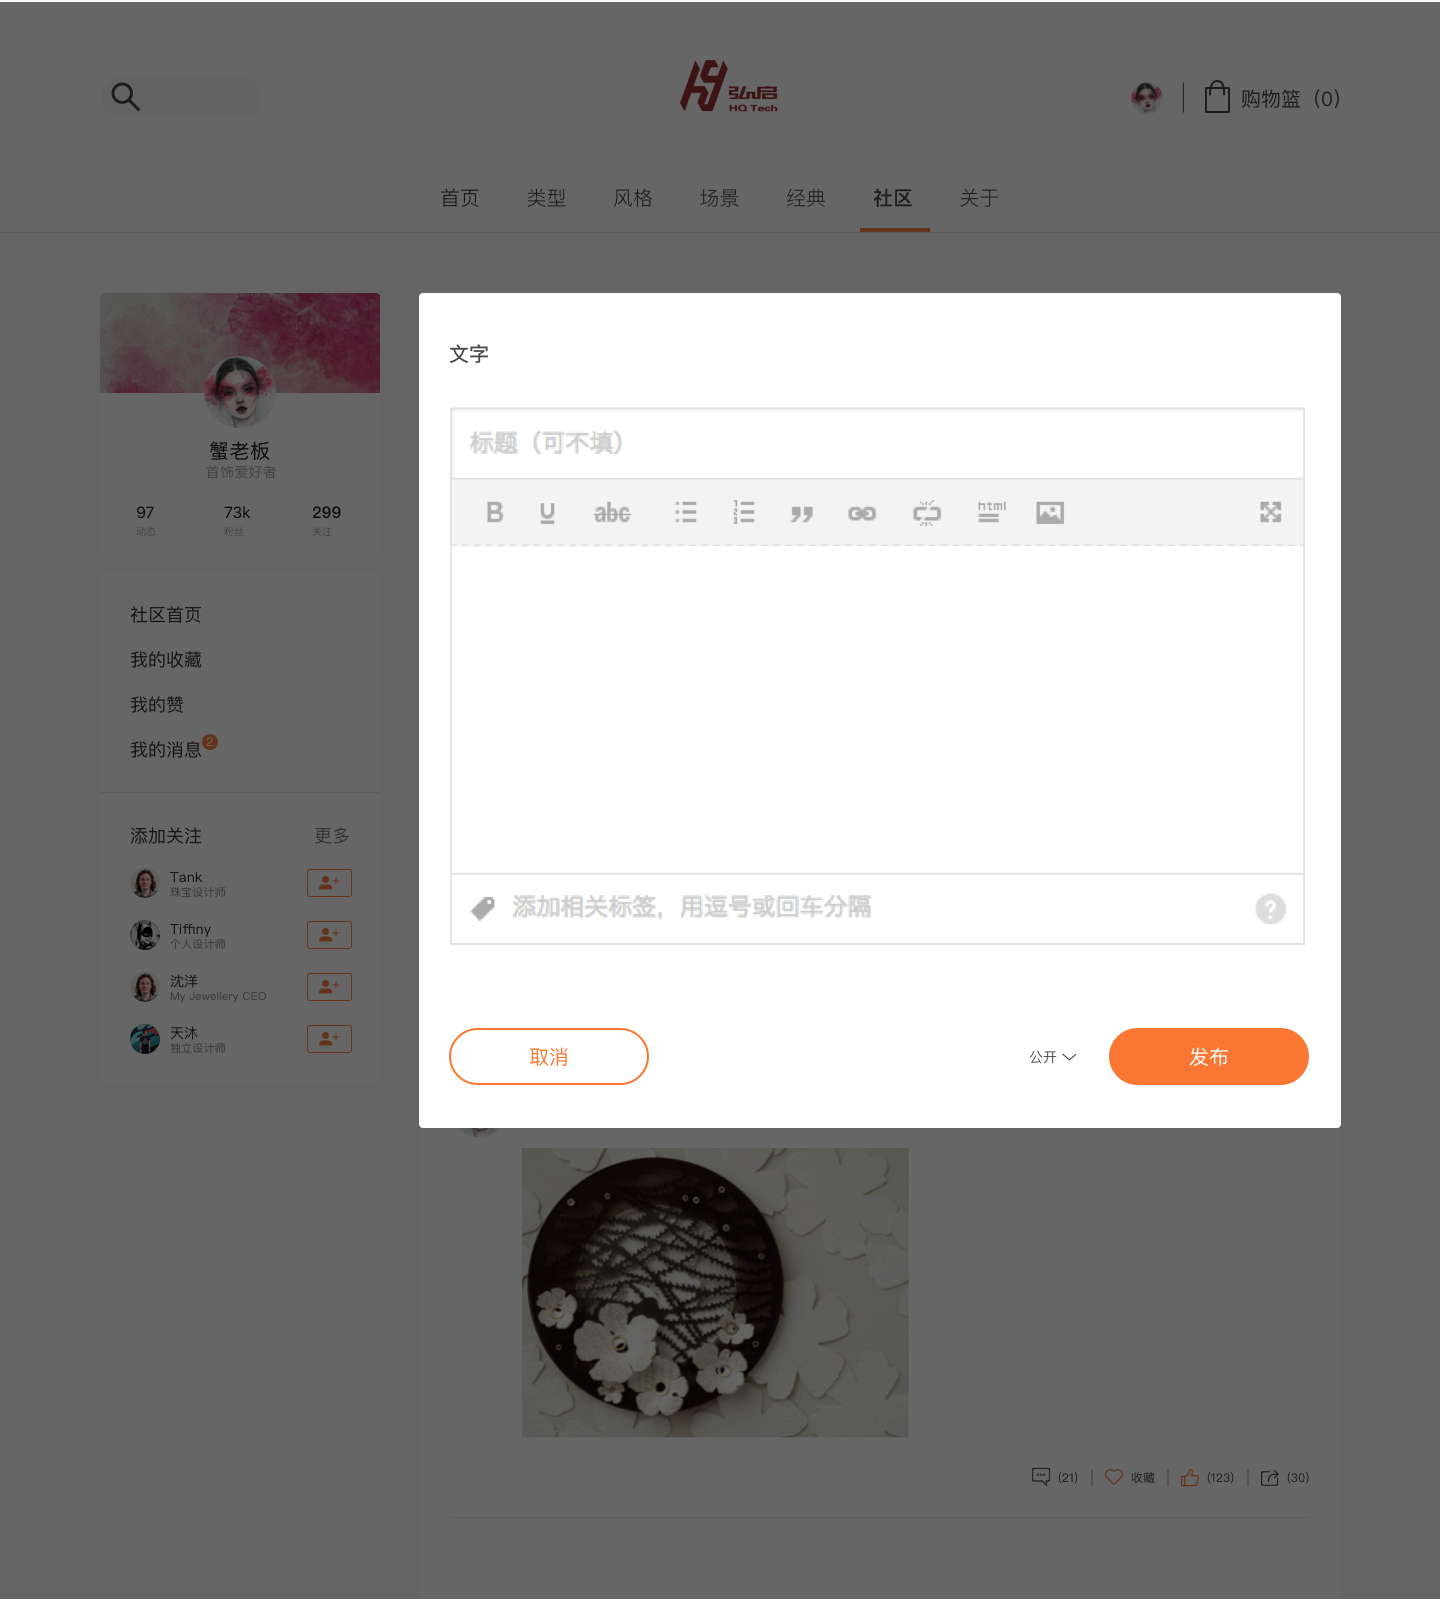 弘启
HQ Tech
购物篮（0）
首页
类型
风格
场景
经典
社区
关于
蟹老板
首饰爱好者
97
73k
299
动态
粉丝
关注
社区首页
我的收藏
我的赞
我的消息
2
添加关注
更多
Tank
珠宝设计师
Tiffiny
个人设计师
沈洋
My Jewellery CEO
天沐
独立设计师
文字
标题（可不填）
B U abc
html
添加相关标签，用逗号或回车分隔
?
取消
公开
发布
(21)
收藏
(123)
(30)